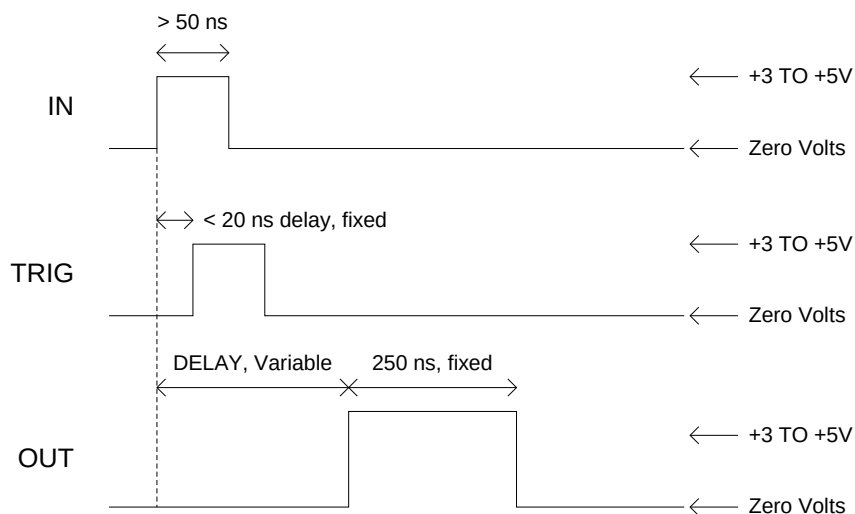 > 50 ns
+3 TO +5V
IN
Zero Volts
< 20 ns delay, fixed
+3 TO +5V
TRIG
Zero Volts
DELAY, Variable
250 ns, fixed
+3 TO +5V
OUT
Zero Volts